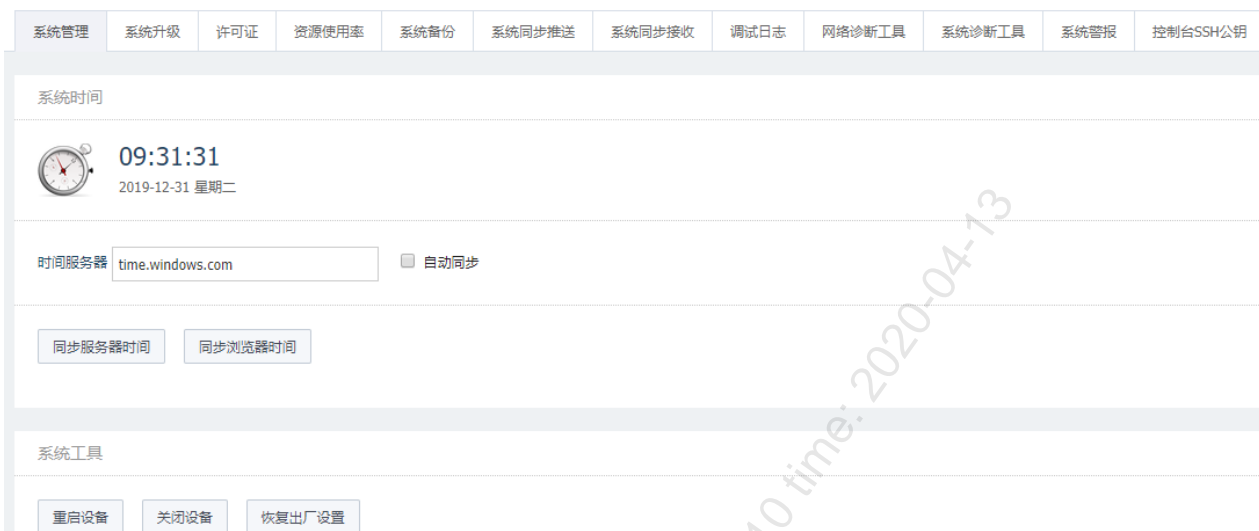 系统管理 系统升级 许可证 资源使用率 系统备份 系统同步推送 系统同步接收 调试日志 网络诊断工具 系统诊断工具 系统警报 控制台SSH公钥
系统时间
09:31:31
2019-12-31 星期二
时间服务器 time.windows.com 自动同步
同步服务器时间 同步浏览器时间
系统工具
重启设备 关闭设备 恢复出厂设置
10 time: 2020-04-13